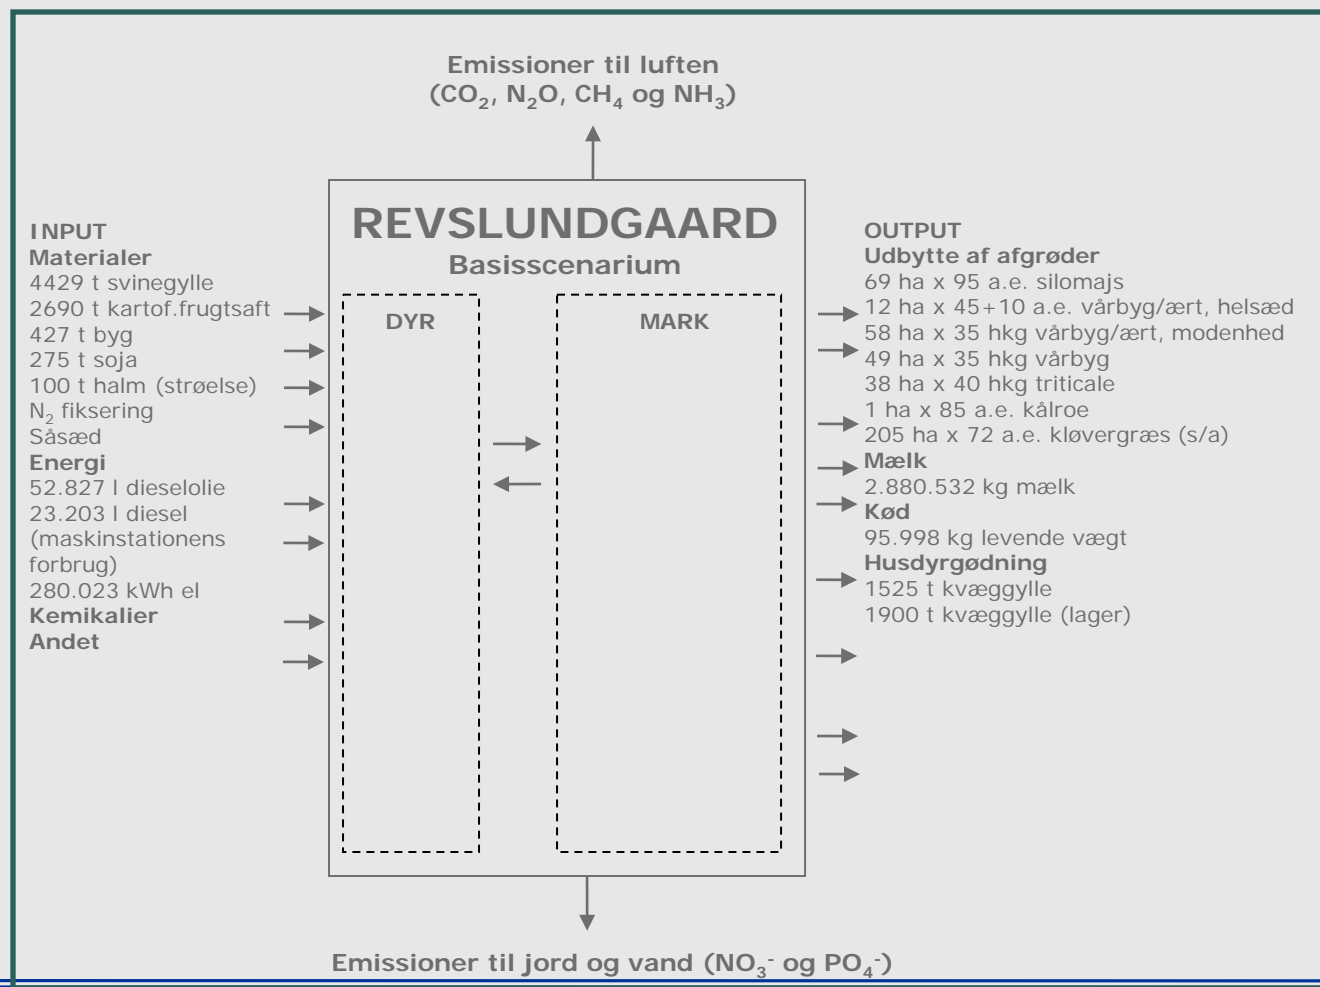 Emissioner til luften
(CO₂, N₂O, CH₄ og NH₃)
REVSLUNDGAARD
Basisscenarium
INPUT
Materialer
4429 t svinegylle
2690 t kartof.frugtsaft
427 t byg
275 t soja
100 t halm (strøelse)
N₂ fiksering
Såsæd
Energi
52.827 l dieselolie
23.203 l diesel
(maskinstationens
forbrug)
280.023 kWh el
Kemikalier
Andet
DYR
MARK
OUTPUT
Udbytte af afgrøder
69 ha x 95 a.e. silomajs
12 ha x 45+10 a.e. vårbyg/ært, helsæd
58 ha x 35 hkg vårbyg/ært, modenhed
49 ha x 35 hkg vårbyg
38 ha x 40 hkg triticale
1 ha x 85 a.e. kålroe
205 ha x 72 a.e. kløvergræs (s/a)
Mælk
2.880.532 kg mælk
Kød
95.998 kg levende vægt
Husdyrgødning
1525 t kvæggylle
1900 t kvæggylle (lager)
Emissioner til jord og vand (NO₃⁻ og PO₄⁻)